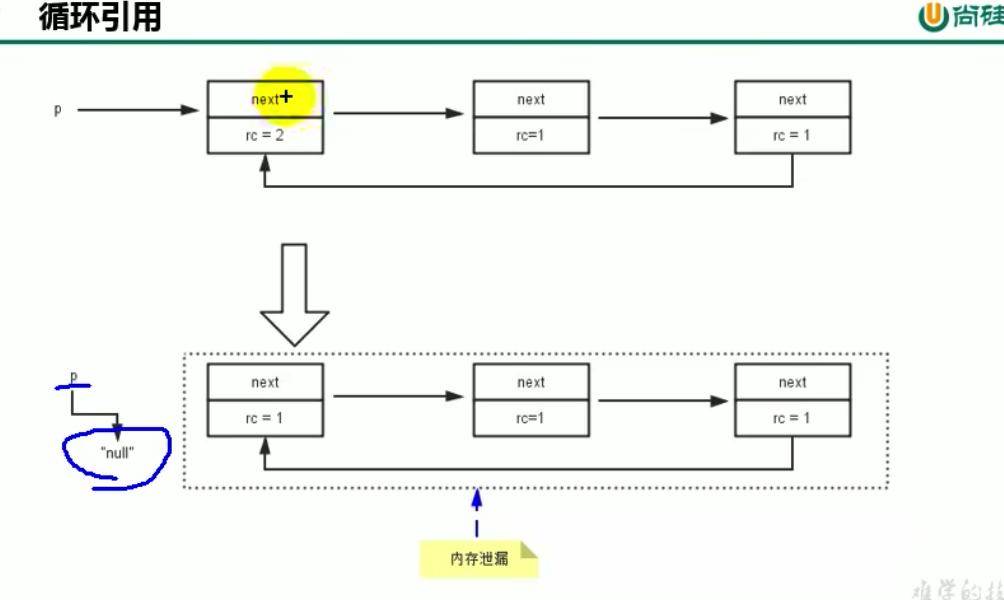 循环引用
尚硅
p
next
next
next
rc = 2
rc=1
rc = 1
p
next
next
next
rc = 1
rc=1
rc = 1
"null"
内存泄漏
难学的技